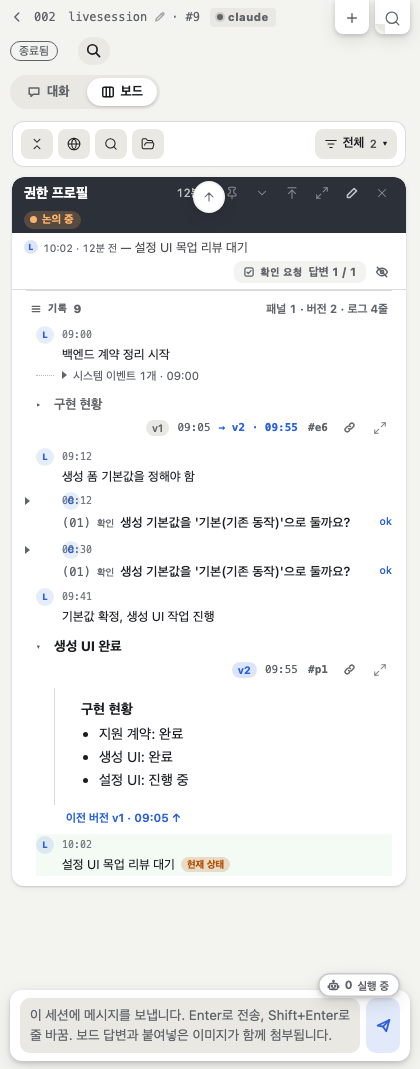 002 livesession · #9 claude
종료됨
대화 보드
전체 2
권한 프로필
논의 중
L 10:02 · 12분 전 — 설정 UI 목업 리뷰 대기
확인 요청 답변 1 / 1
기록 9 패널 1 · 버전 2 · 로그 4줄
L 09:00
백엔드 계약 정리 시작
시스템 이벤트 1개 · 09:00
구현 현황
v1 09:05 → v2 · 09:55 #e6
L 09:12
생성 폼 기본값을 정해야 함
(01) 확인 생성 기본값을 '기본(기존 동작)'으로 둘까요? ok
(01) 확인 생성 기본값을 '기본(기존 동작)'으로 둘까요? ok
L 09:41
기본값 확정, 생성 UI 작업 진행
생성 UI 완료
v2 09:55 #p1
구현 현황
• 지원 계약: 완료
• 생성 UI: 완료
• 설정 UI: 진행 중
이전 버전 v1 · 09:05 ↑
L 10:02
설정 UI 목업 리뷰 대기 현재 상태
0 실행 중
이 세션에 메시지를 보냅니다. Enter로 전송, Shift+Enter로
줄 바꿈. 보드 답변과 붙여넣은 이미지가 함께 첨부됩니다.